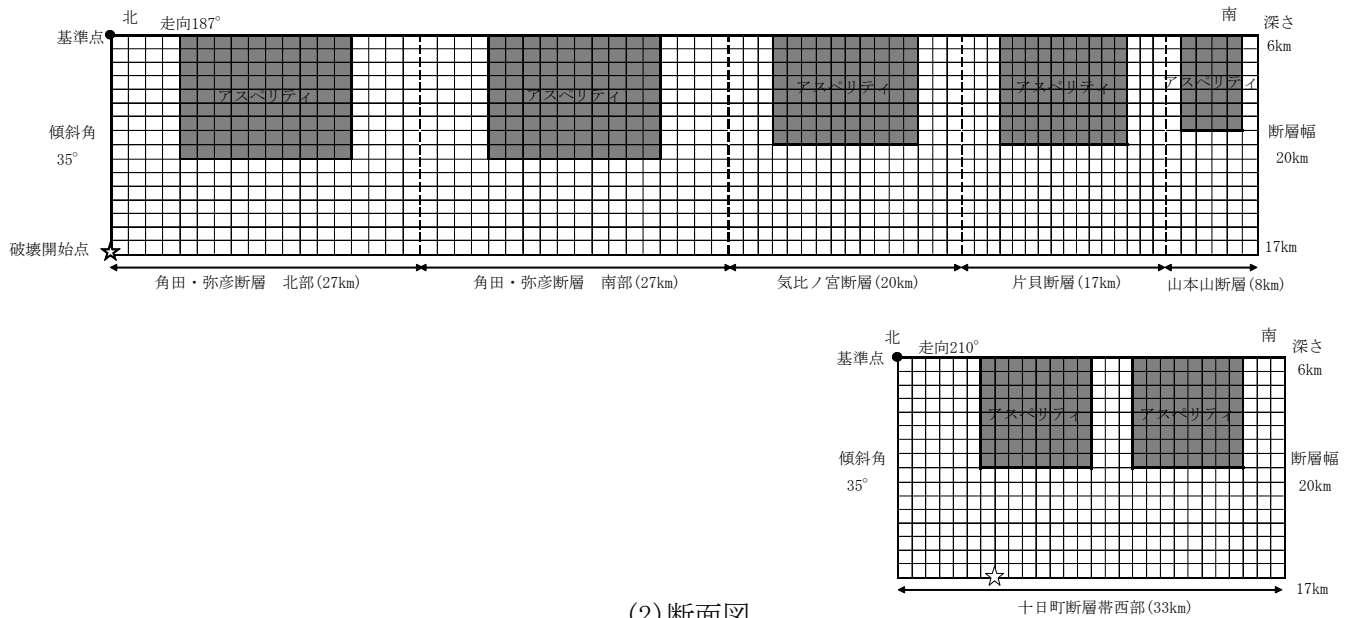 北
走向187°
南
深さ
基準点
6km
アスペリティ
アスペリティ
アスペリティ
アスペリティ
アスペリティ
傾斜角
35°
断層幅
20km
破壊開始点
17km
角田・弥彦断層 北部(27km)
角田・弥彦断層 南部(27km)
気比ノ宮断層(20km)
片貝断層(17km)
山本山断層(8km)
北
走向210°
南
深さ
基準点
6km
アスペリティ
アスペリティ
傾斜角
35°
断層幅
20km
17km
十日町断層帯西部(33km)
(2)断面図